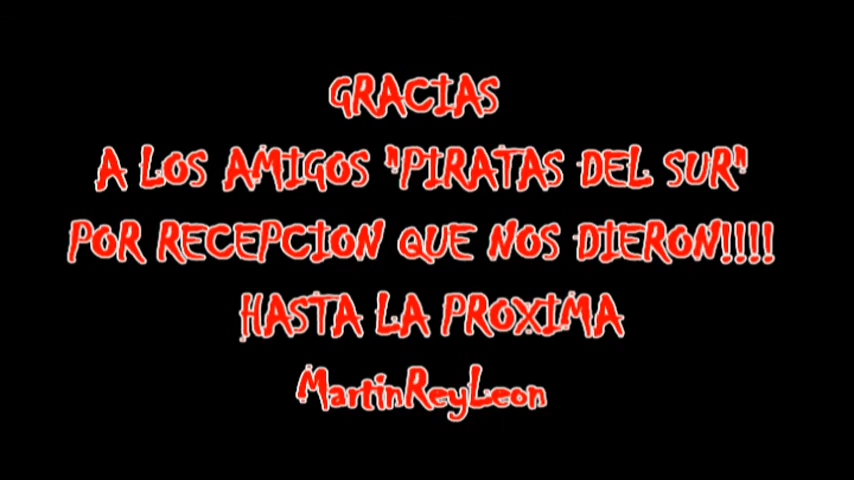 GRACIAS
A LOS AMIGOS "PIRATAS DEL SUR"
POR RECEPCION QUE NOS DIERON!!!!
HASTA LA PROXIMA
MartinReyLeon